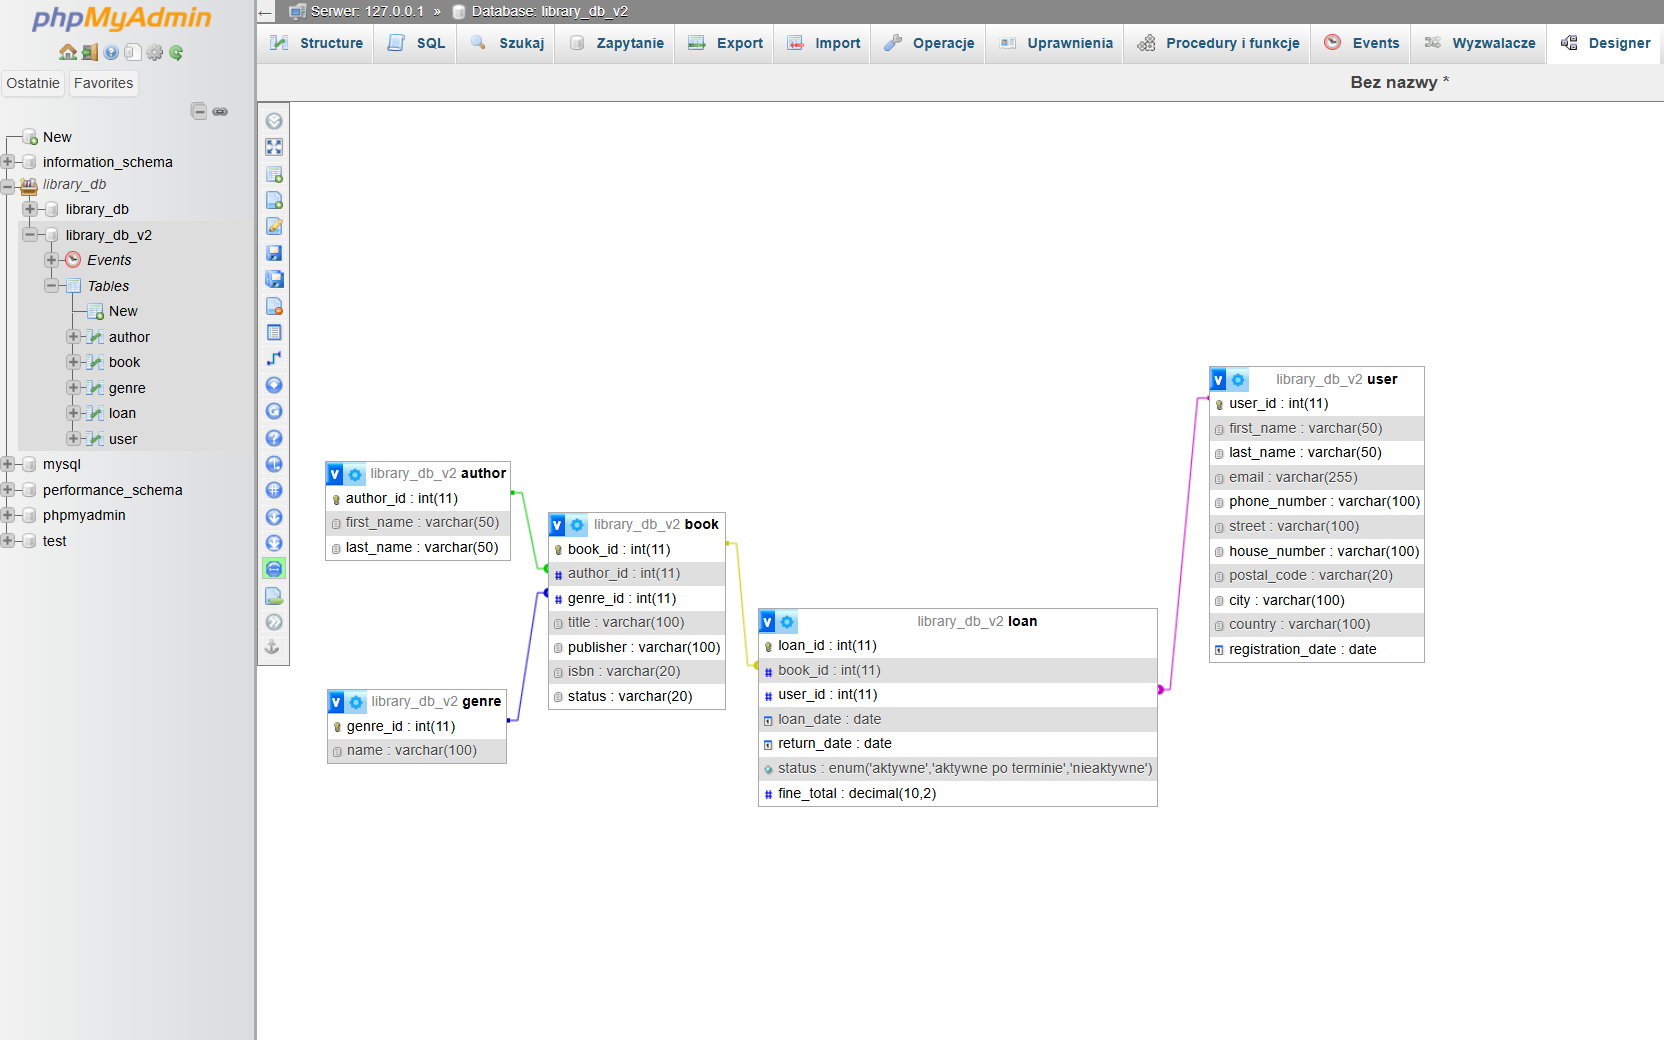 phpMyAdmin
Ostatnie Favorites
New
information_schema
library_db
library_db
library_db_v2
Events
Tables
New
author
book
genre
loan
user
mysql
performance_schema
phpmyadmin
test
Serwer: 127.0.0.1 » Database: library_db_v2
Structure SQL Szukaj Zapytanie Export Import Operacje Uprawnienia Procedury i funkcje Events Wyzwalacze Designer
Bez nazwy *
V library_db_v2 author
author_id : int(11)
first_name : varchar(50)
last_name : varchar(50)
V library_db_v2 genre
genre_id : int(11)
name : varchar(100)
V library_db_v2 book
book_id : int(11)
# author_id : int(11)
# genre_id : int(11)
title : varchar(100)
publisher : varchar(100)
isbn : varchar(20)
status : varchar(20)
V library_db_v2 loan
loan_id : int(11)
# book_id : int(11)
# user_id : int(11)
loan_date : date
return_date : date
status : enum('aktywne','aktywne po terminie','nieaktywne')
# fine_total : decimal(10,2)
V library_db_v2 user
user_id : int(11)
first_name : varchar(50)
last_name : varchar(50)
email : varchar(255)
phone_number : varchar(100)
street : varchar(100)
house_number : varchar(100)
postal_code : varchar(20)
city : varchar(100)
country : varchar(100)
registration_date : date